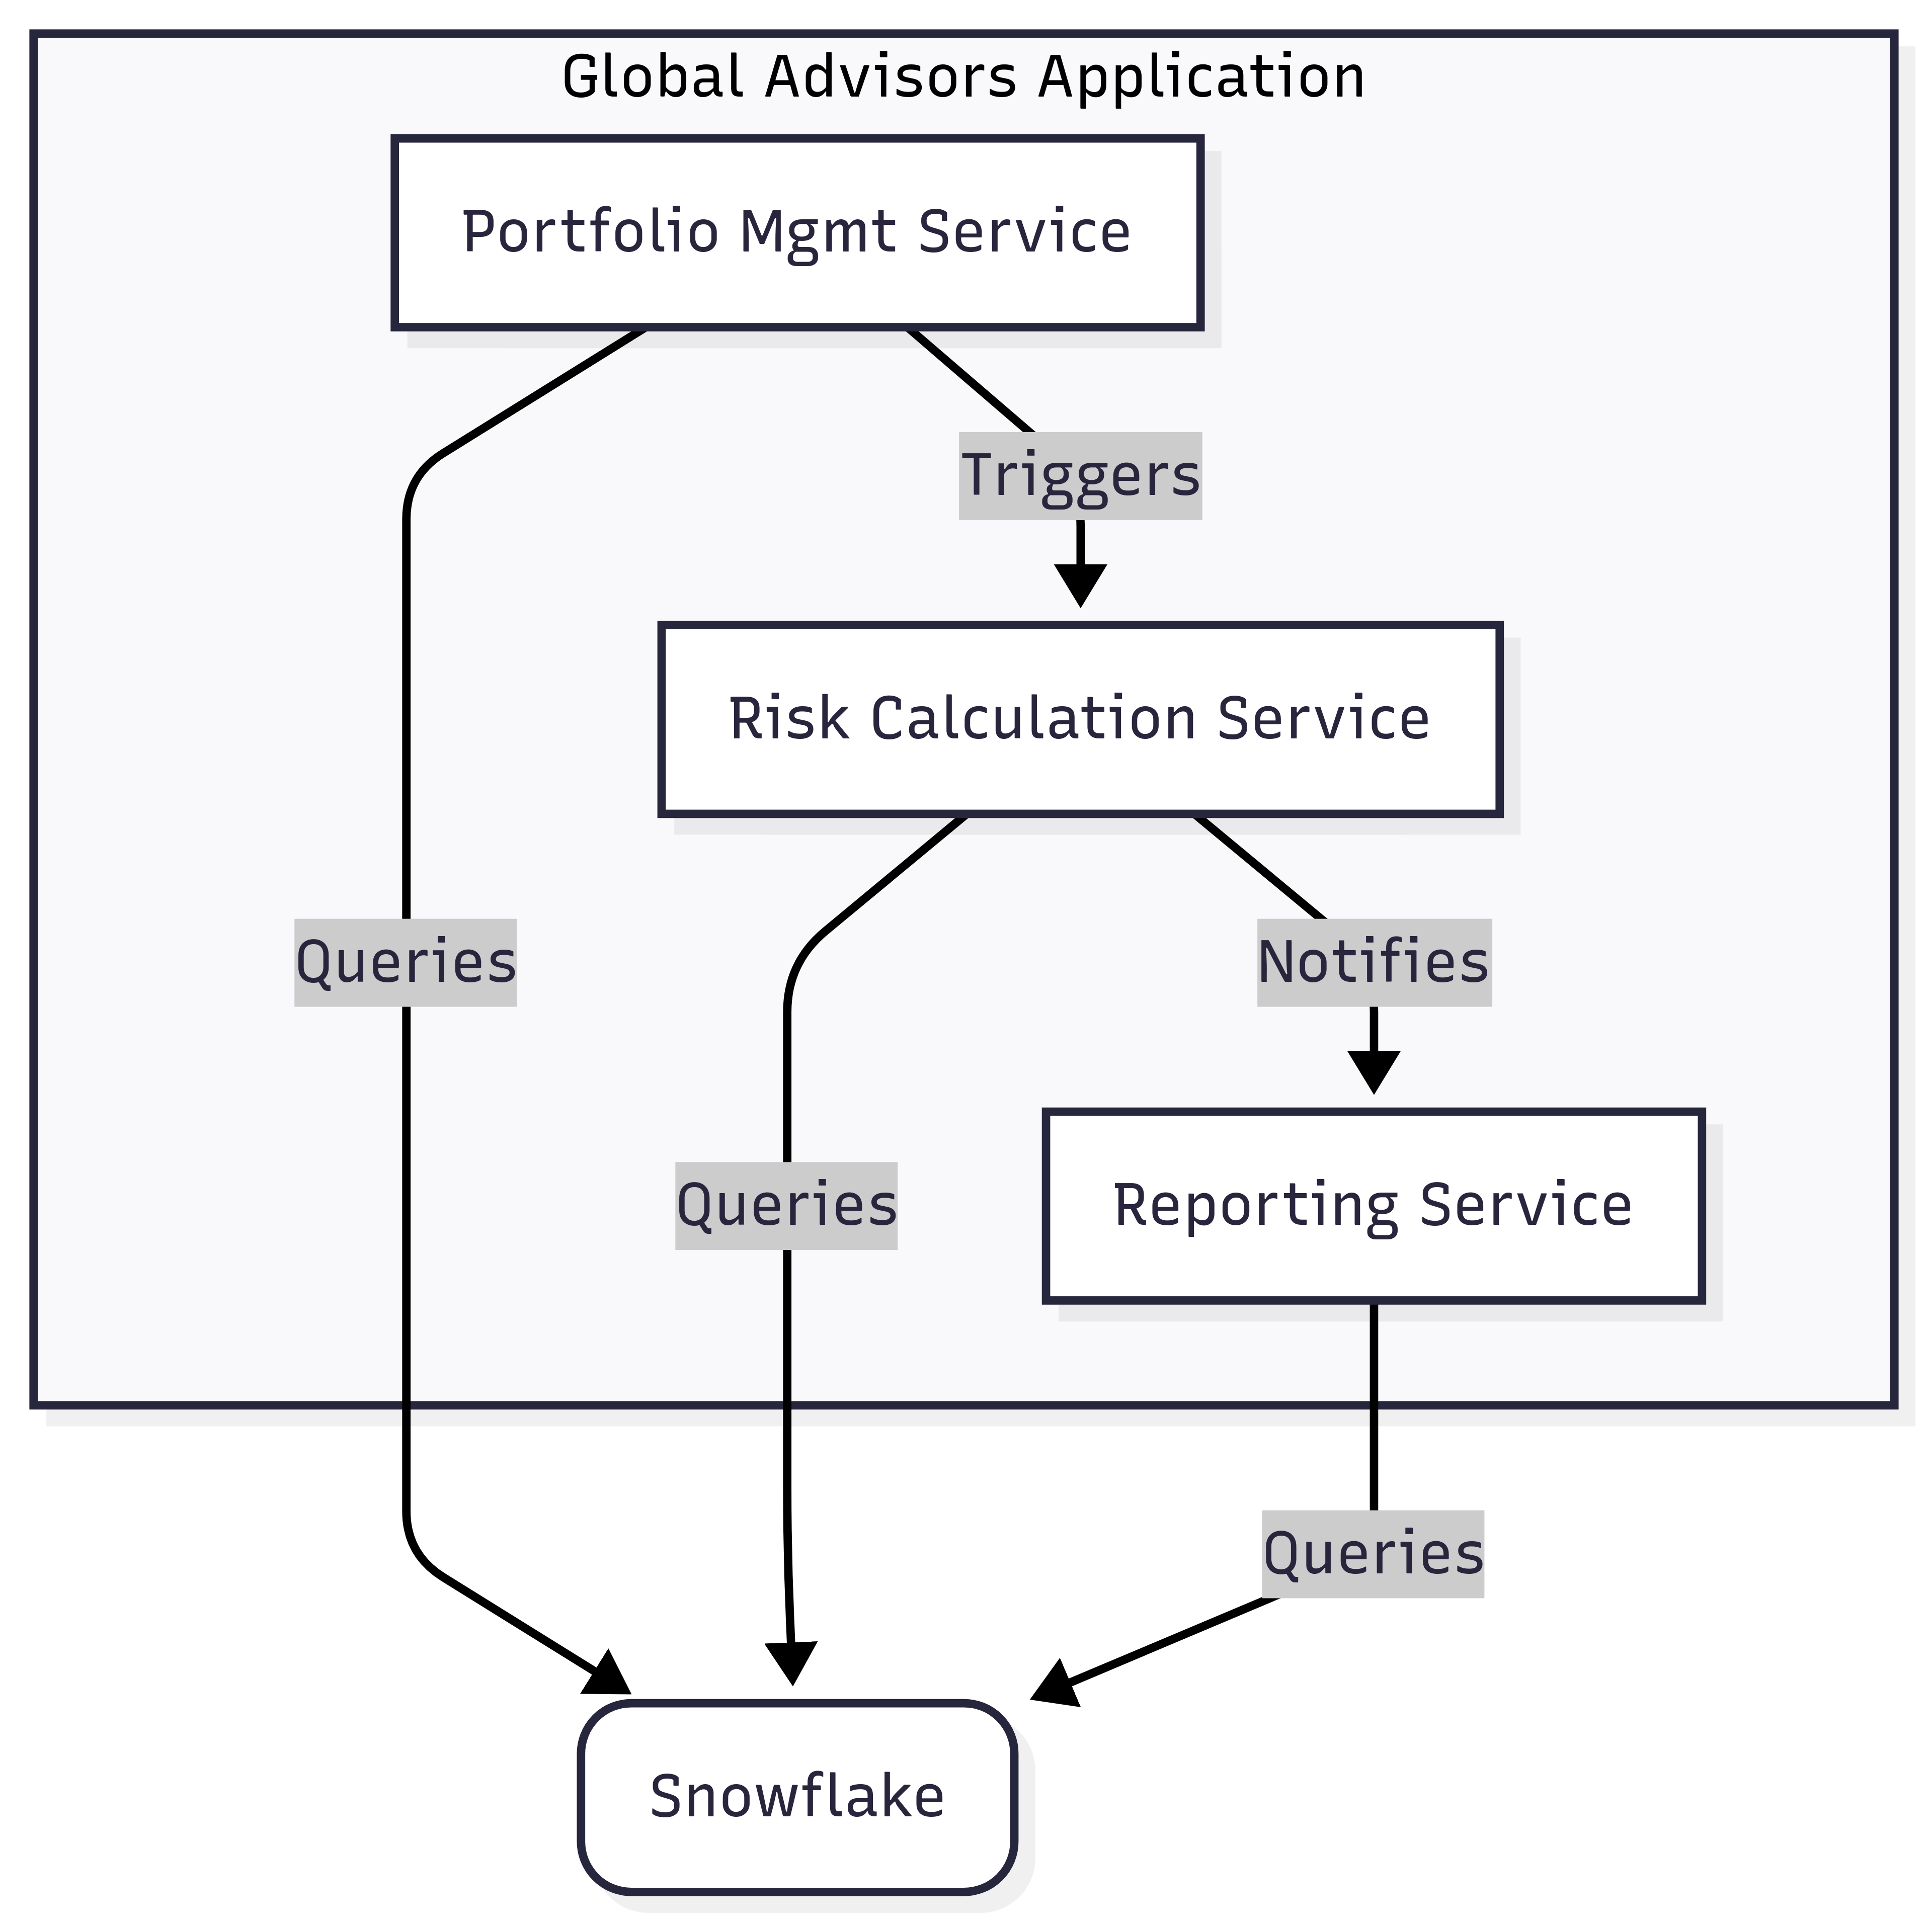 Global Advisors Application
Portfolio Mgmt Service
Triggers
Risk Calculation Service
Queries
Notifies
Queries
Reporting Service
Queries
Snowflake